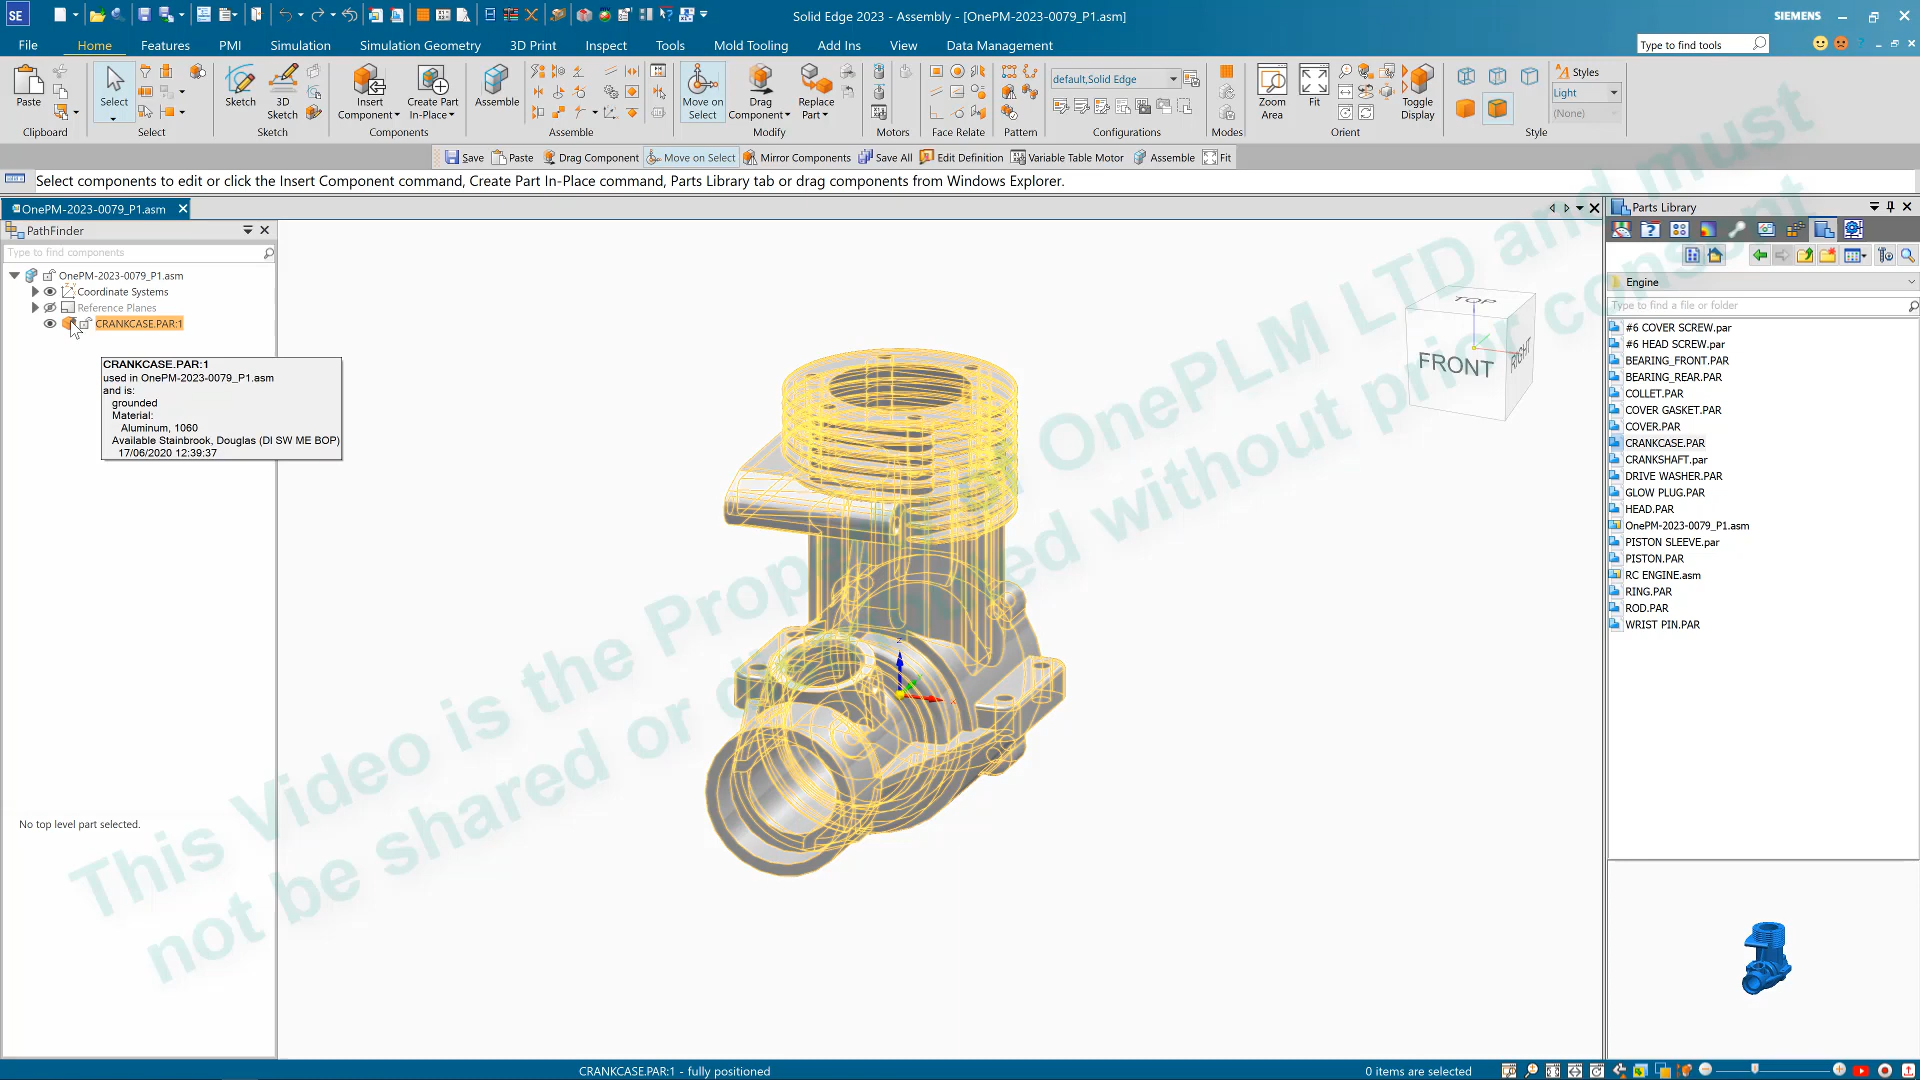 SE
Solid Edge 2023 - Assembly - [OnePM-2023-0079_P1.asm]
SIEMENS
File
Home
Features
PMI
Simulation
Simulation Geometry
3D Print
Inspect
Tools
Mold Tooling
Add Ins
View
Data Management
Type to find tools
Paste
Select
Sketch
3D
Sketch
Insert
Component
Create Part
In-Place
Assemble
Move on
Select
Drag
Component
Replace
Part
default,Solid Edge
Zoom
Area
Fit
Toggle
Display
Styles
Light
(None)
Clipboard
Select
Sketch
Components
Assemble
Modify
Motors
Face Relate
Pattern
Configurations
Modes
Orient
Style
Save
Paste
Drag Component
Move on Select
Mirror Components
Save All
Edit Definition
Variable Table Motor
Assemble
Fit
Select components to edit or click the Insert Component command, Create Part In-Place command, Parts Library tab or drag components from Windows Explorer.
OnePM-2023-0079_P1.asm
Parts Library
PathFinder
Type to find components
OnePM-2023-0079_P1.asm
Coordinate Systems
Reference Planes
CRANKCASE.PAR:1
CRANKCASE.PAR:1
used in OnePM-2023-0079_P1.asm
and is:
grounded
Material:
Aluminum, 1060
Available Stainbrook, Douglas (DI SW ME BOP)
17/06/2020 12:39:37
No top level part selected.
TOP
FRONT
RIGHT
Z
X
This Video is the Property of OnePLM LTD and must
not be shared or distributed without prior consent
Engine
Type to find a file or folder
#6 COVER SCREW.par
#6 HEAD SCREW.par
BEARING_FRONT.PAR
BEARING_REAR.PAR
COLLET.PAR
COVER GASKET.PAR
COVER.PAR
CRANKCASE.PAR
CRANKSHAFT.par
DRIVE WASHER.PAR
GLOW PLUG.PAR
HEAD.PAR
OnePM-2023-0079_P1.asm
PISTON SLEEVE.par
PISTON.PAR
RC ENGINE.asm
RING.PAR
ROD.PAR
WRIST PIN.PAR
CRANKCASE.PAR:1 - fully positioned
0 items are selected